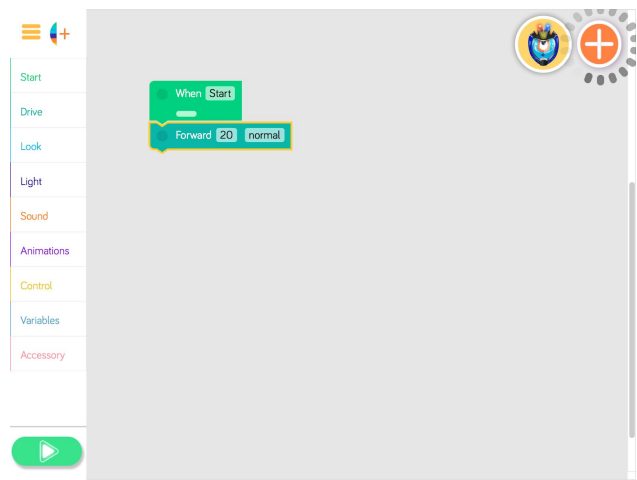 Start
Drive
Look
Light
Sound
Animations
Control
Variables
Accessory
When Start
Forward 20 normal